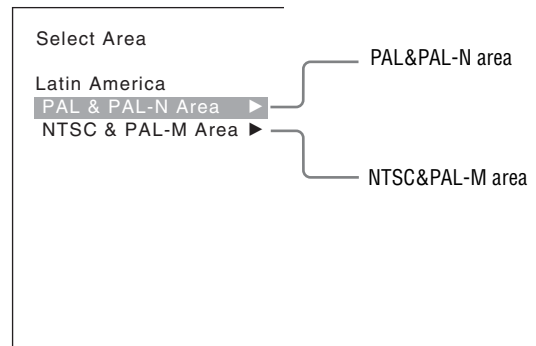 Select Area
PAL&PAL-N area
Latin America
PAL & PAL-N Area ►
NTSC & PAL-M Area ►
NTSC&PAL-M area